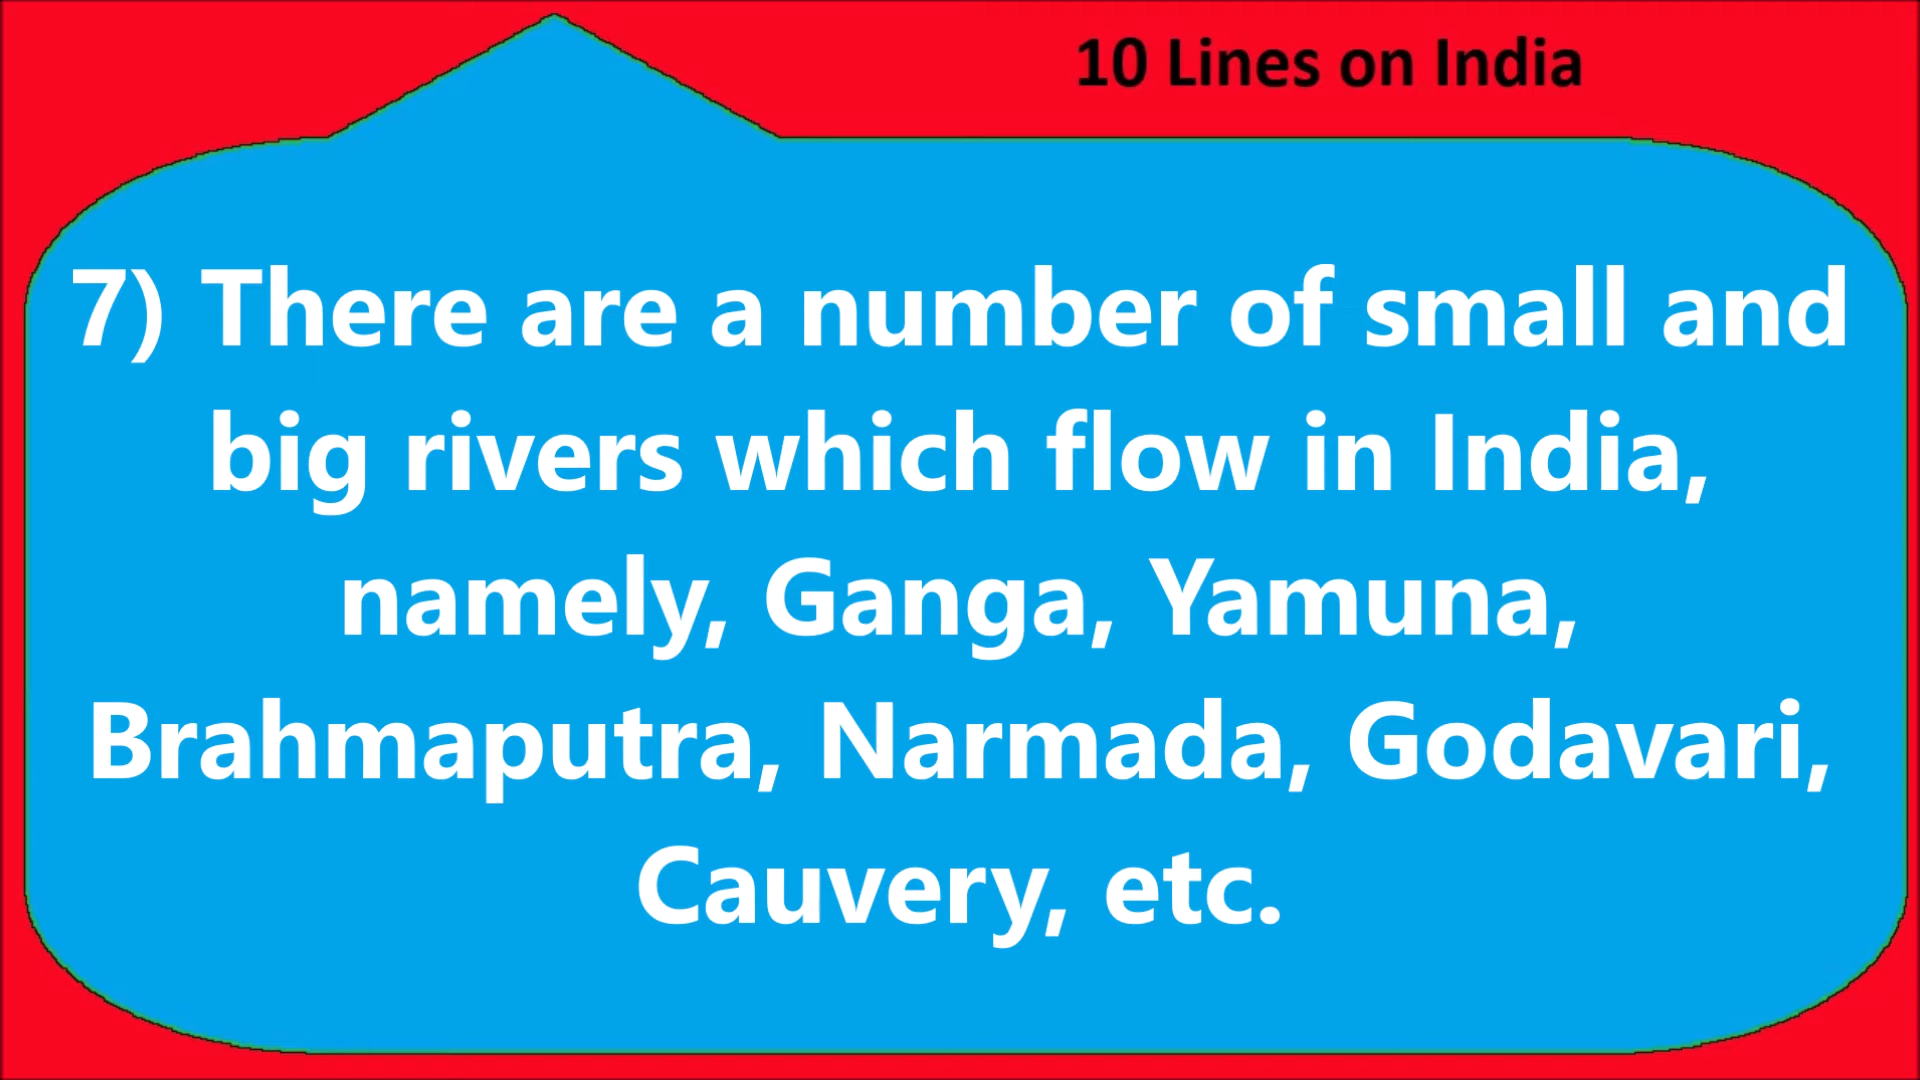 10 Lines on India
7) There are a number of small and
big rivers which flow in India,
namely, Ganga, Yamuna,
Brahmaputra, Narmada, Godavari,
Cauvery, etc.